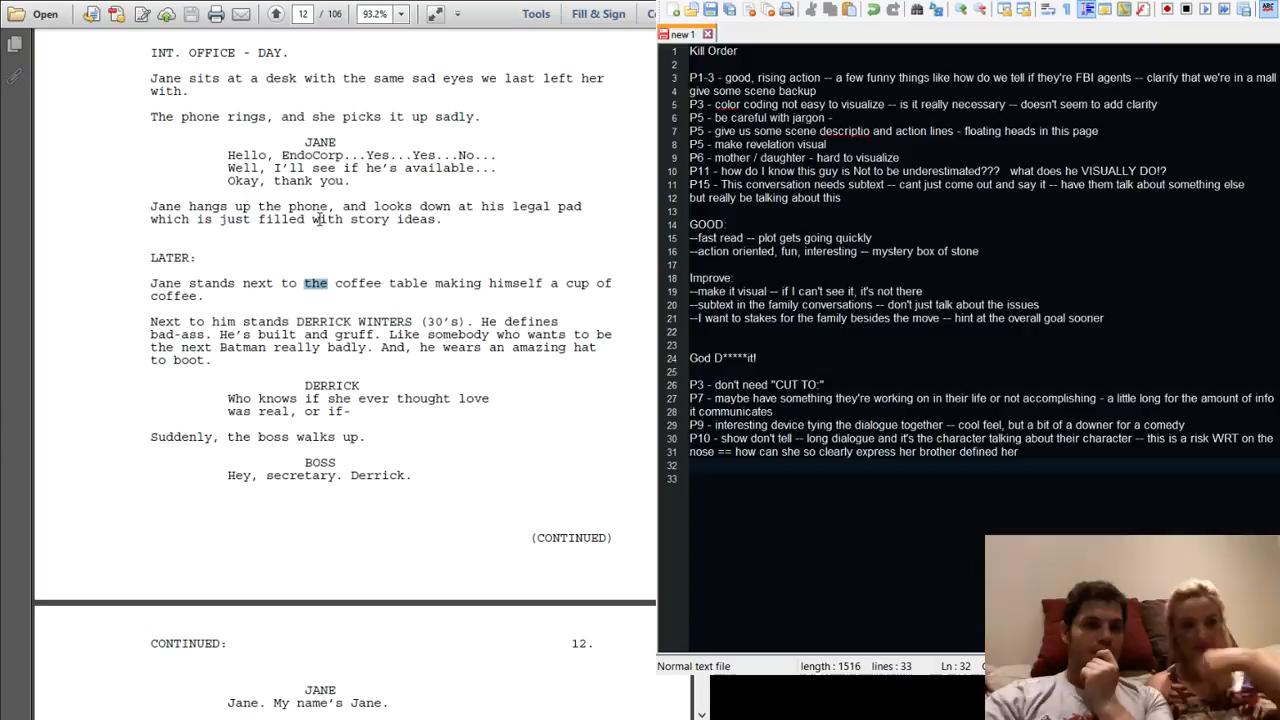 Open
12 / 106
93.2%
Tools
Fill & Sign
INT. OFFICE - DAY.
Jane sits at a desk with the same sad eyes we last left her
with.
The phone rings, and she picks it up sadly.
JANE
Hello, EndoCorp...Yes...Yes...No...
Well, I'll see if he's available...
Okay, thank you.
Jane hangs up the phone, and looks down at his legal pad
which is just filled with story ideas.
LATER:
Jane stands next to the coffee table making himself a cup of
coffee.
Next to him stands DERRICK WINTERS (30's). He defines
bad-ass. He's built and gruff. Like somebody who wants to be
the next Batman really badly. And, he wears an amazing hat
to boot.
DERRICK
Who knows if she ever thought love
was real, or if-
Suddenly, the boss walks up.
BOSS
Hey, secretary. Derrick.
(CONTINUED)
CONTINUED:
12.
JANE
Jane. My name's Jane.
new 1
1 Kill Order
2
3 P1-3 - good, rising action -- a few funny things like how do we tell if they're FBI agents -- clarify that we're in a mall
4 give some scene backup
5 P3 - color coding not easy to visualize -- is it really necessary -- doesn't seem to add clarity
6 P5 - be careful with jargon -
7 P5 - give us some scene descriptio and action lines - floating heads in this page
8 P5 - make revelation visual
9 P6 - mother / daughter - hard to visualize
10 P11 - how do I know this guy is Not to be underestimated??? what does he VISUALLY DO!?
11 P15 - This conversation needs subtext -- cant just come out and say it -- have them talk about something else
12 but really be talking about this
13
14 GOOD:
15 --fast read -- plot gets going quickly
16 --action oriented, fun, interesting -- mystery box of stone
17
18 Improve:
19 --make it visual -- if I can't see it, it's not there
20 --subtext in the family conversations -- don't just talk about the issues
21 --I want to stakes for the family besides the move -- hint at the overall goal sooner
22
23
24 God D*****it!
25
26 P3 - don't need "CUT TO:"
27 P7 - maybe have something they're working on in their life or not accomplishing - a little long for the amount of info
28 it communicates
29 P9 - interesting device tying the dialogue together -- cool feel, but a bit of a downer for a comedy
30 P10 - show don't tell -- long dialogue and it's the character talking about their character -- this is a risk WRT on the
31 nose == how can she so clearly express her brother defined her
32
33
Normal text file
length : 1516 lines : 33
Ln : 32